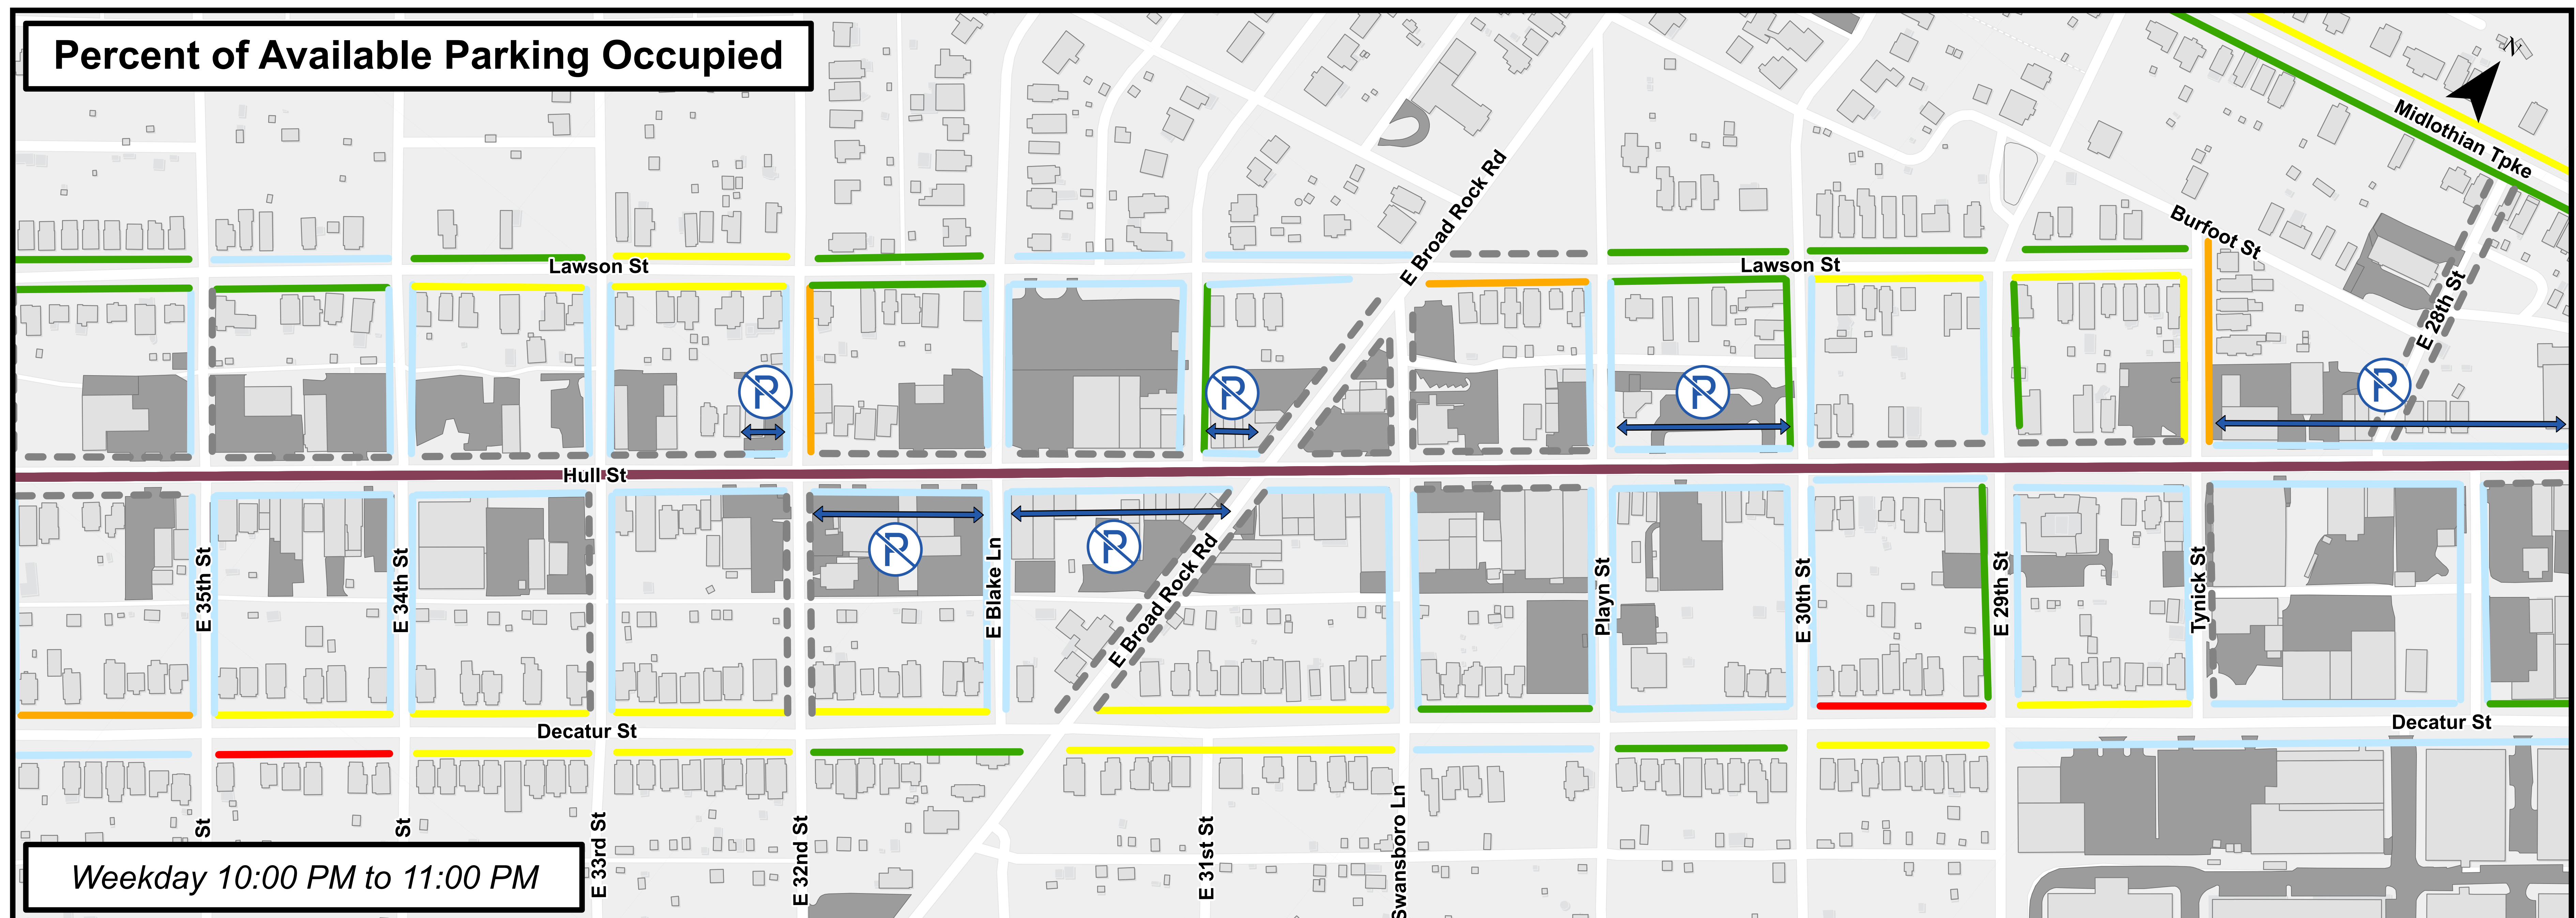 Percent of Available Parking Occupied
N
Midlothian Tpke
E Broad Rock Rd
Burfoot St
Lawson St
Lawson St
E 28th St
P
P
P
P
Hull St
P
P
E 35th St
E 34th St
E Blake Ln
E Broad Rock Rd
Playn St
E 30th St
E 29th St
Tynick St
Decatur St
Decatur St
St
St
E 33rd St
E 32nd St
E 31st St
Swansboro Ln
Weekday 10:00 PM to 11:00 PM